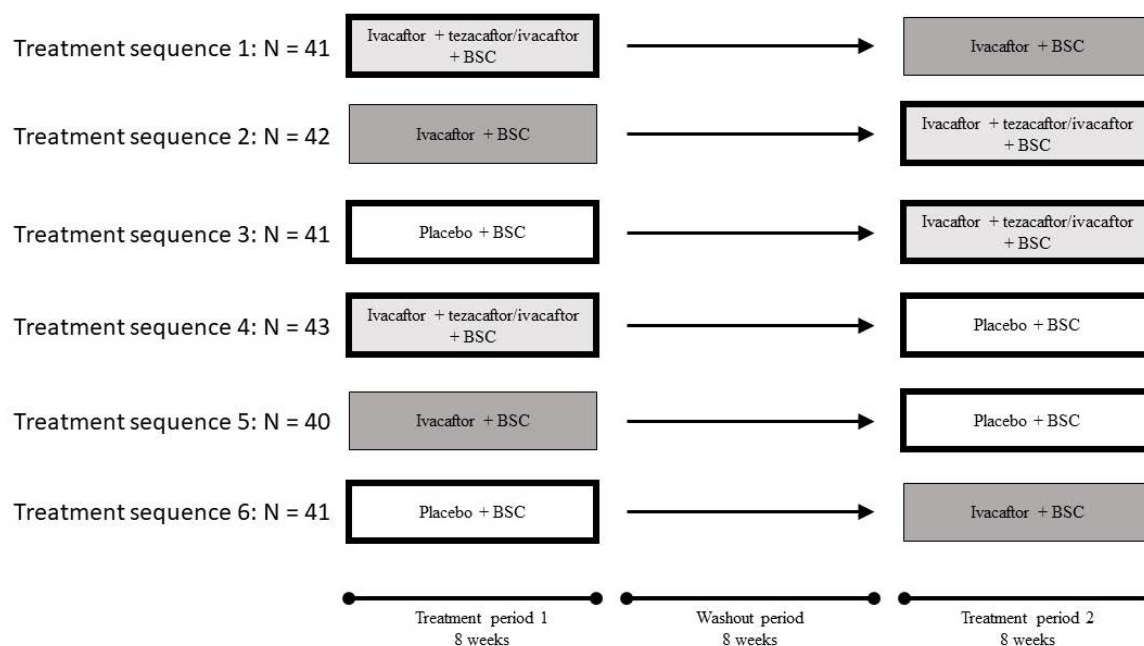 Treatment sequence 1: N = 41
Ivacaftor + tezacaftor/ivacaftor
+ BSC
Ivacaftor + BSC
Treatment sequence 2: N = 42
Ivacaftor + BSC
Ivacaftor + tezacaftor/ivacaftor
+ BSC
Treatment sequence 3: N = 41
Placebo + BSC
Ivacaftor + tezacaftor/ivacaftor
+ BSC
Treatment sequence 4: N = 43
Ivacaftor + tezacaftor/ivacaftor
+ BSC
Placebo + BSC
Treatment sequence 5: N = 40
Ivacaftor + BSC
Placebo + BSC
Treatment sequence 6: N = 41
Placebo + BSC
Ivacaftor + BSC
Treatment period 1
8 weeks
Washout period
8 weeks
Treatment period 2
8 weeks